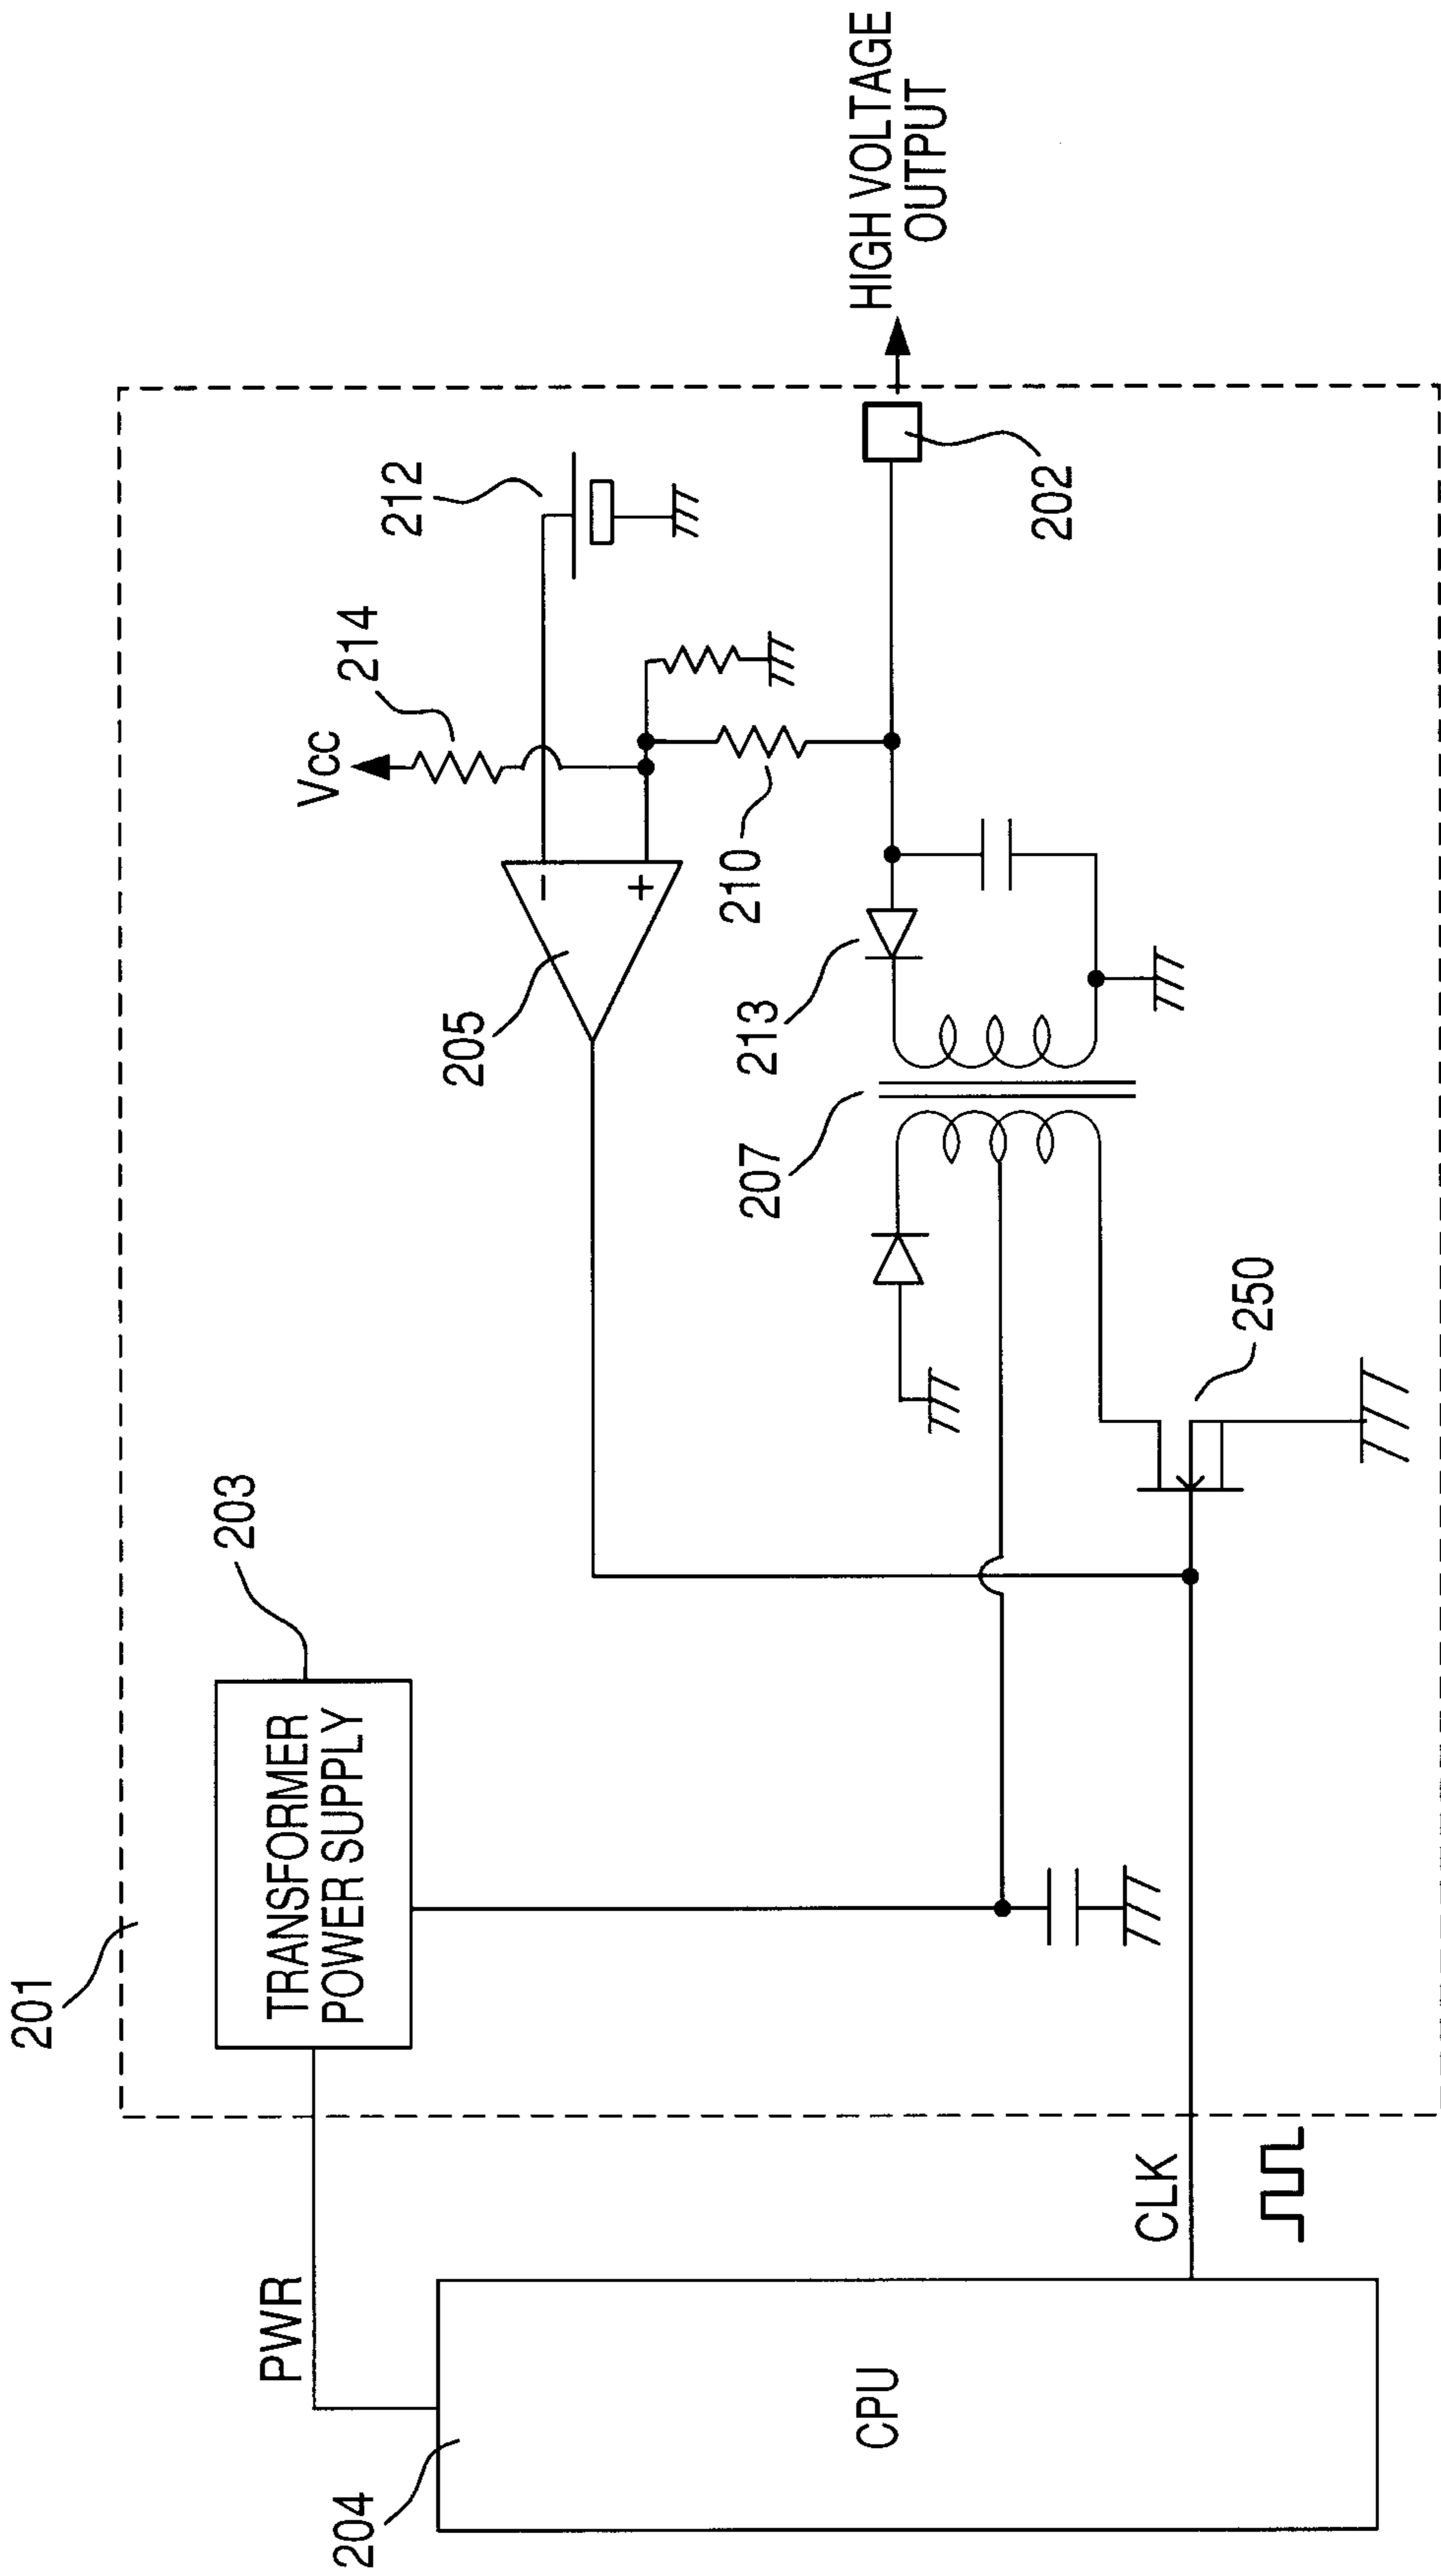 201
203
TRANSFORMER
POWER SUPPLY
PWR
204
CPU
CLK
205
-
+
Vcc
214
212
210
213
207
250
202
HIGH VOLTAGE
OUTPUT